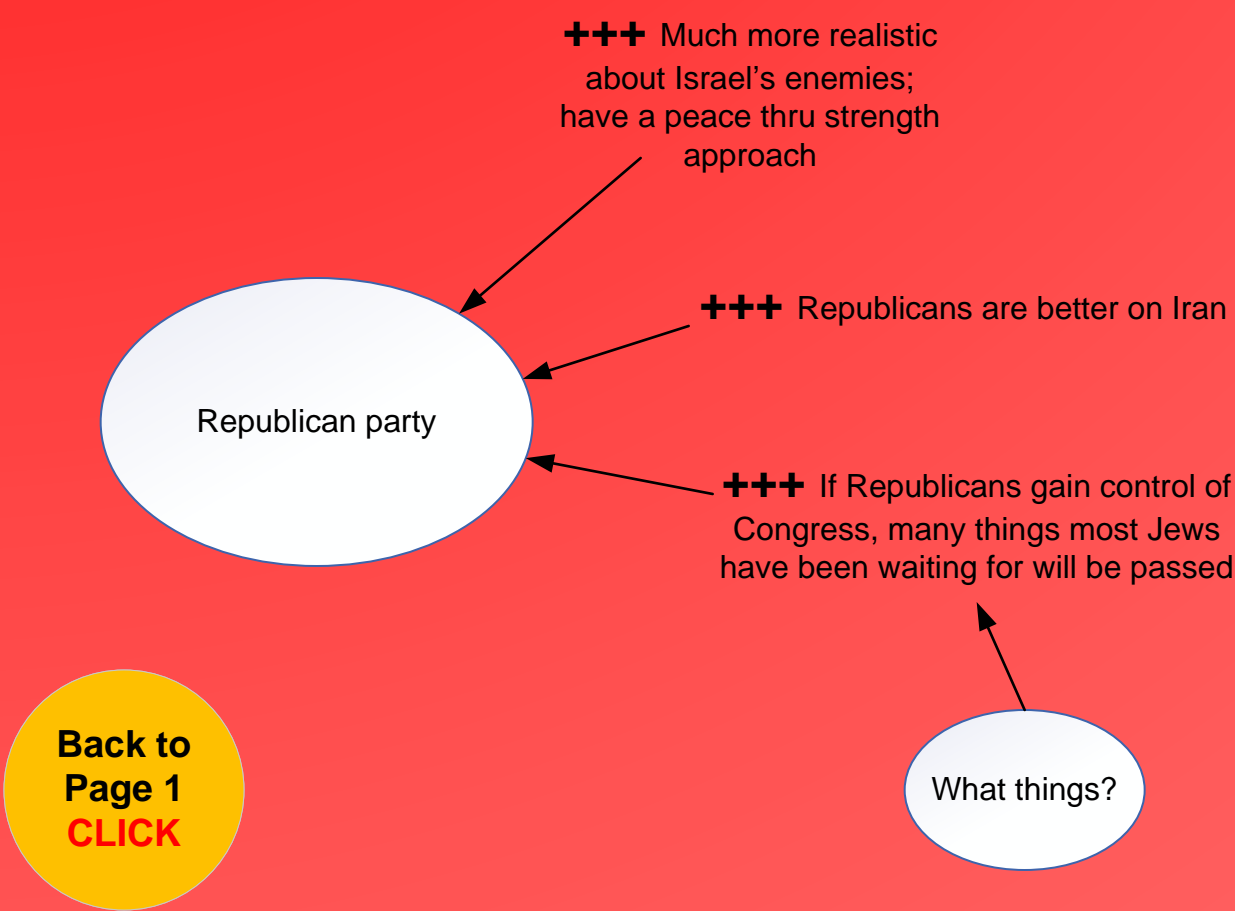 +++ Much more realistic
about Israel’s enemies;
have a peace thru strength
approach
+++ Republicans are better on Iran
Republican party
+++ If Republicans gain control of
Congress, many things most Jews
have been waiting for will be passed
What things?
Back to
Page 1
CLICK